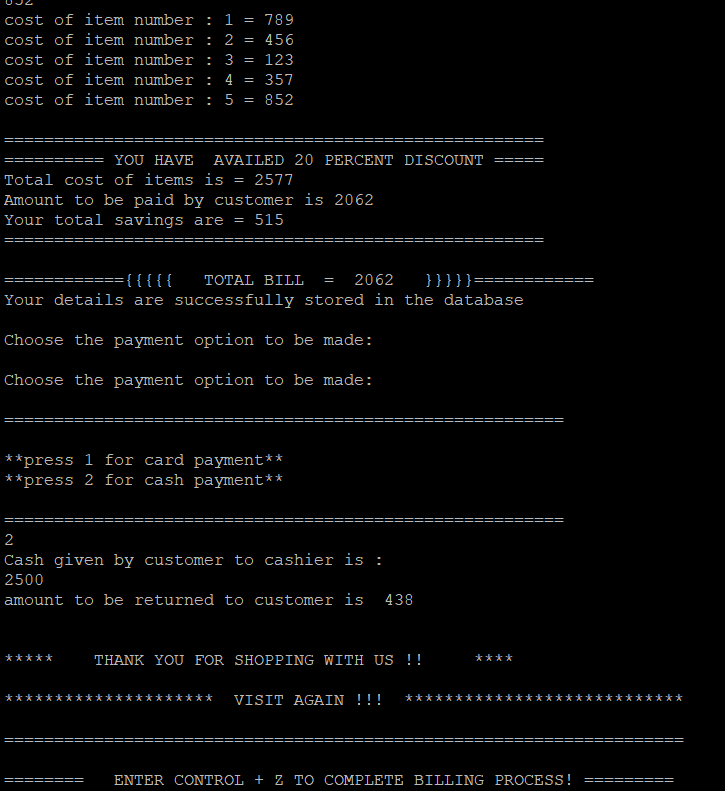 852
cost of item number : 1 = 789
cost of item number : 2 = 456
cost of item number : 3 = 123
cost of item number : 4 = 357
cost of item number : 5 = 852
======================================================
========== YOU HAVE  AVAILED 20 PERCENT DISCOUNT =====
Total cost of items is = 2577
Amount to be paid by customer is 2062
Your total savings are = 515
======================================================
============{{{{{   TOTAL BILL  =  2062   }}}}}============
Your details are successfully stored in the database
Choose the payment option to be made:
Choose the payment option to be made:
========================================================
**press 1 for card payment**
**press 2 for cash payment**
========================================================
2
Cash given by customer to cashier is :
2500
amount to be returned to customer is  438
*****    THANK YOU FOR SHOPPING WITH US !!     ****
*********************  VISIT AGAIN !!!  ****************************
====================================================================
========   ENTER CONTROL + Z TO COMPLETE BILLING PROCESS! =========